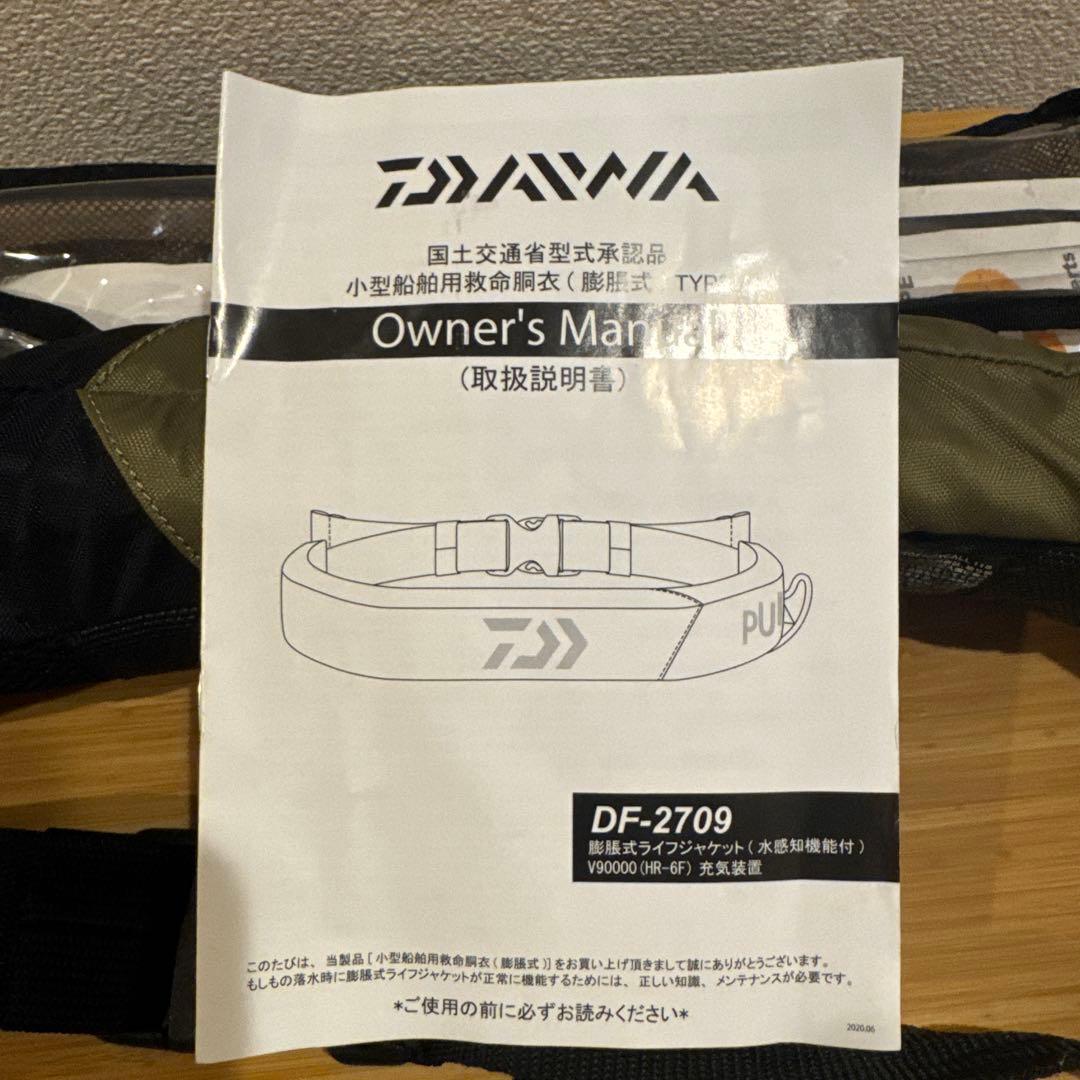 DAIWA
国土交通省型式承認品
小型船舶用救命胴衣(膨脹式 TYPE
Owner's Manual
(取扱説明書)
PU
DF-2709
膨脹式ライフジャケット(水感知機能付)
V90000(HR-6F) 充気装置
このたびは、当製品[小型船舶用救命胴衣(膨脹式)]をお買い上げ頂きまして誠にありがとうございます。
もしもの落水時に膨脹式ライフジャケットが正常に機能するためには、正しい知識、メンテナンスが必要です。
*ご使用の前に必ずお読みください*
2020.06